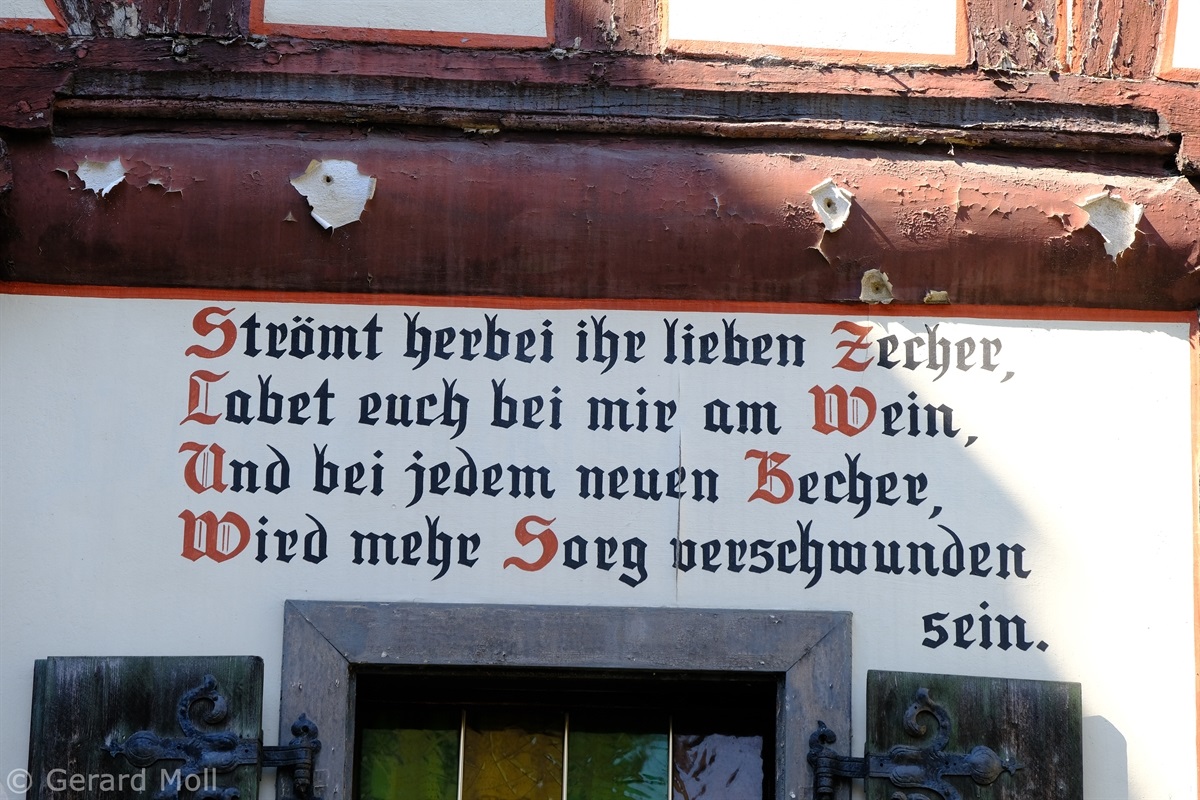 Strömt herbei ihr lieben Zecher,
Labet euch bei mir am Wein,
Und bei jedem neuen Becher,
Wird mehr Sorg verschwunden
sein.
© Gerard Moll